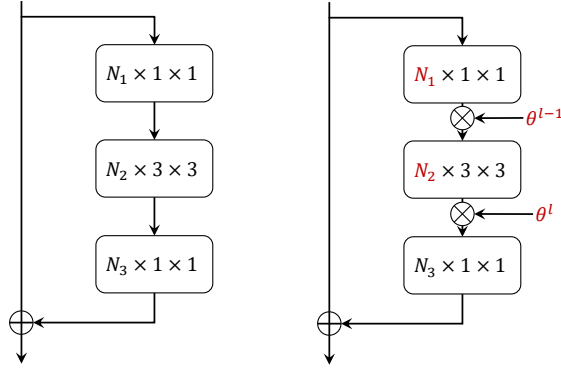 N₁ × 1 × 1
N₂ × 3 × 3
N₃ × 1 × 1
N₁ × 1 × 1
θˡ⁻¹
N₂ × 3 × 3
θˡ
N₃ × 1 × 1